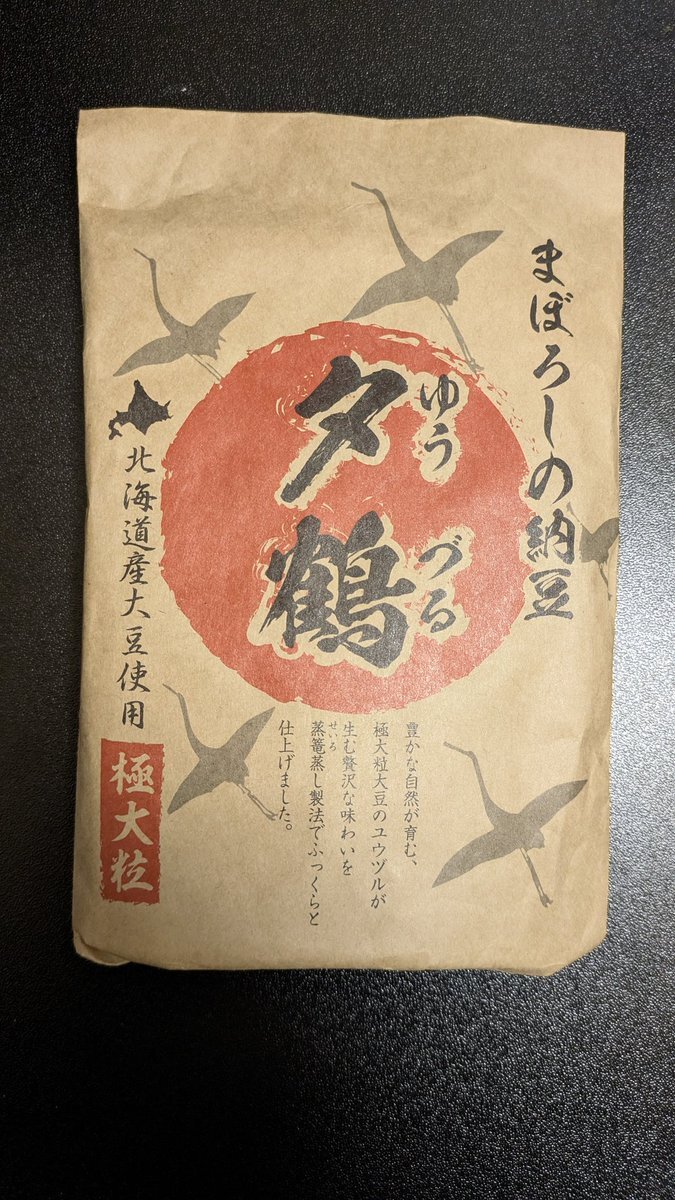 まぼろしの納豆
夕鶴
ゆうづる
北海道産大豆使用
極大粒
豊かな自然が育む、
極大粒大豆のユウヅルが
生む贅沢な味わいを
せいろ
蒸篭蒸し製法でふっくらと
仕上げました。